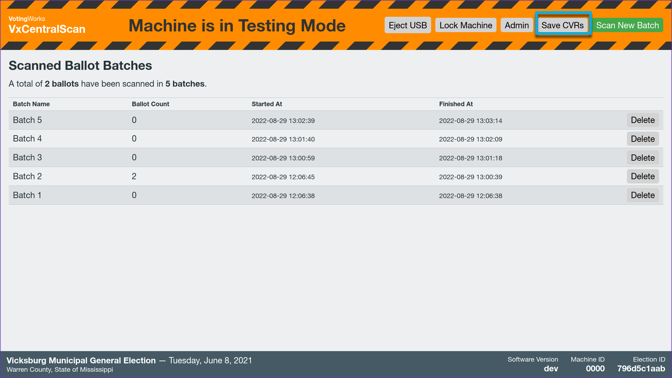 VotingWorks
VxCentralScan
Machine is in Testing Mode
Eject USB
Lock Machine
Admin
Save CVRs
Scan New Batch
Scanned Ballot Batches
A total of 2 ballots have been scanned in 5 batches.
Batch Name Ballot Count Started At Finished At
Batch 5 0 2022-08-29 13:02:39 2022-08-29 13:03:14 Delete
Batch 4 0 2022-08-29 13:01:40 2022-08-29 13:02:09 Delete
Batch 3 0 2022-08-29 13:00:59 2022-08-29 13:01:18 Delete
Batch 2 2 2022-08-29 12:06:45 2022-08-29 13:00:39 Delete
Batch 1 0 2022-08-29 12:06:38 2022-08-29 12:06:38 Delete
Vicksburg Municipal General Election — Tuesday, June 8, 2021
Warren County, State of Mississippi
Software Version
dev
Machine ID
0000
Election ID
796d5c1aab